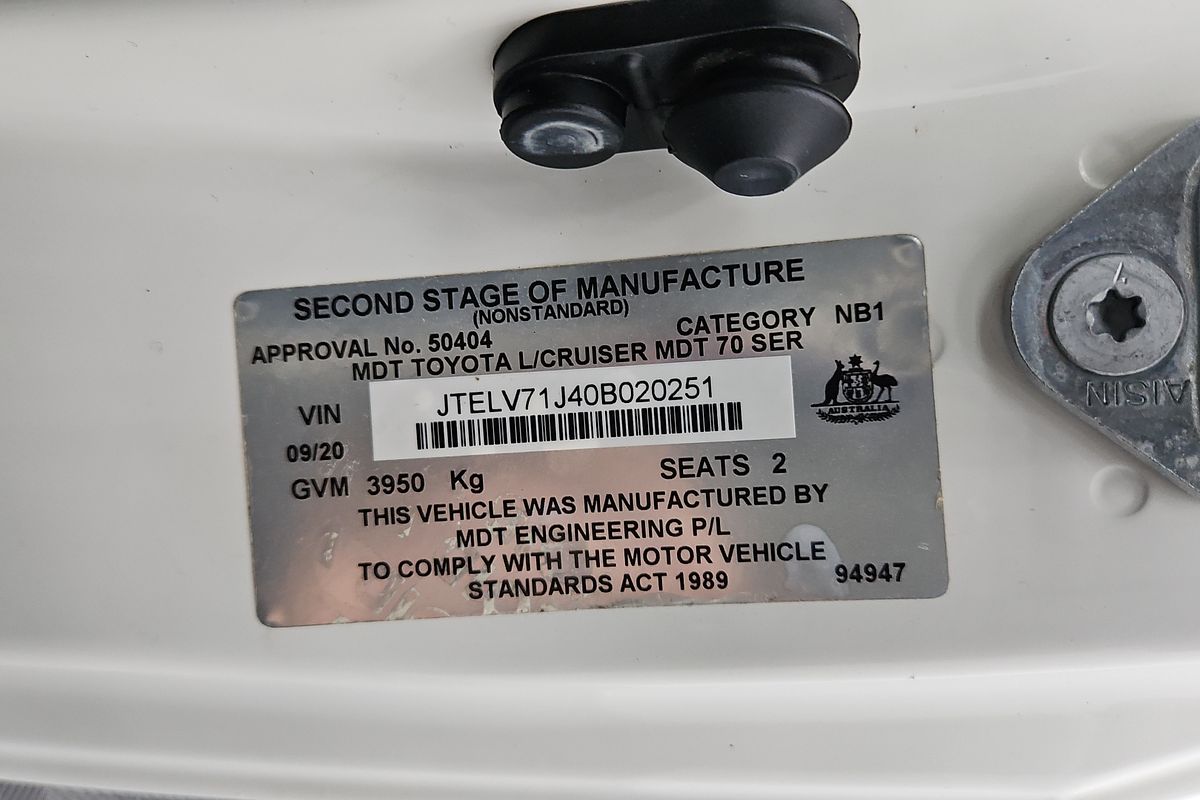 SECOND STAGE OF MANUFACTURE
(NONSTANDARD)
APPROVAL No. 50404 CATEGORY NB1
MDT TOYOTA L/CRUISER MDT 70 SER
VIN JTELV71J40B020251
09/20
AUSTRALIA
GVM 3950 Kg SEATS 2
THIS VEHICLE WAS MANUFACTURED BY
MDT ENGINEERING P/L
TO COMPLY WITH THE MOTOR VEHICLE
STANDARDS ACT 1989 94947
AISIN